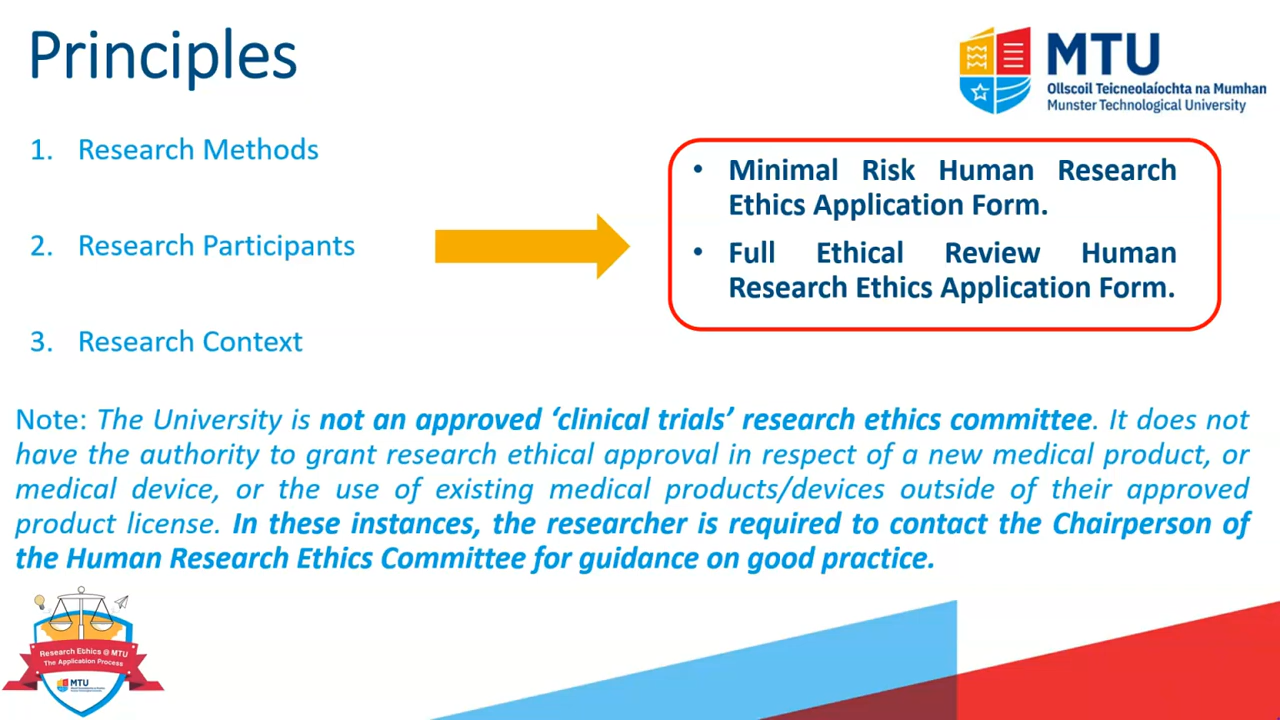 Principles
MTU
Ollscoil Teicneolaíochta na Mumhan
Munster Technological University
1. Research Methods
2. Research Participants
3. Research Context
• Minimal Risk Human Research
Ethics Application Form.
• Full Ethical Review Human
Research Ethics Application Form.
Note: The University is not an approved ‘clinical trials’ research ethics committee. It does not
have the authority to grant research ethical approval in respect of a new medical product, or
medical device, or the use of existing medical products/devices outside of their approved
product license. In these instances, the researcher is required to contact the Chairperson of
the Human Research Ethics Committee for guidance on good practice.
Research Ethics @ MTU
The Application Process
MTU